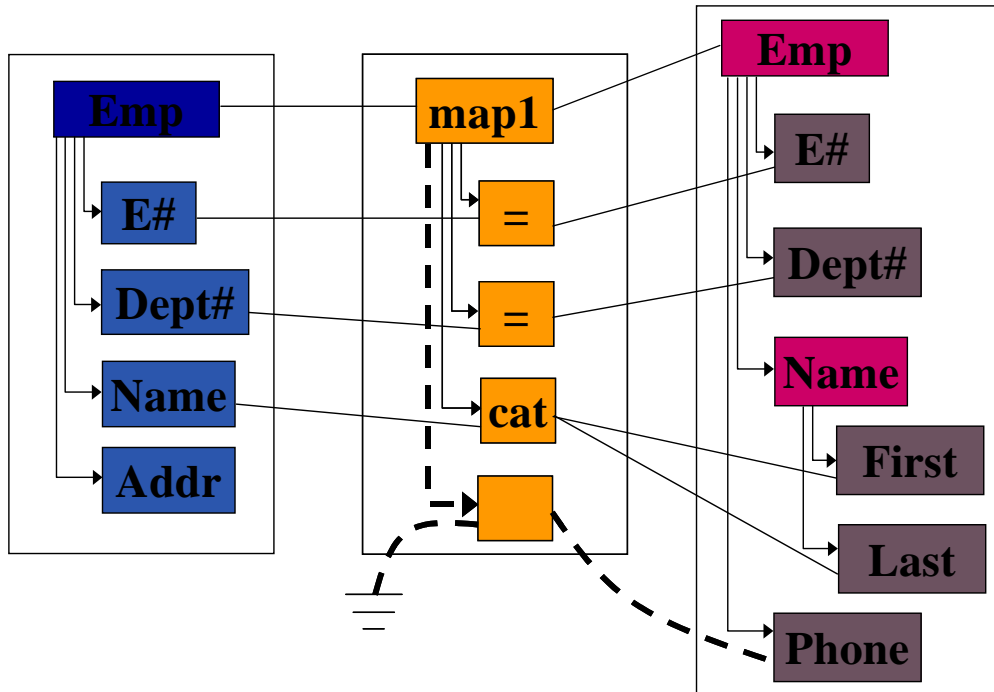 Emp
E#
Dept#
Name
Addr
map1
=
=
cat
Emp
E#
Dept#
Name
First
Last
Phone